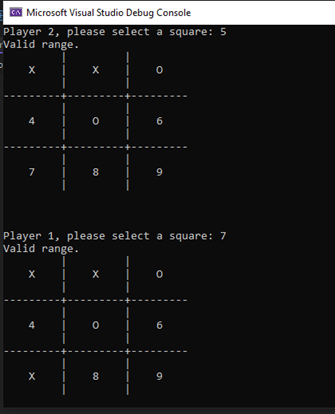 Microsoft Visual Studio Debug Console
Player 2, please select a square: 5
Valid range.
X | X | O
---------+---------+---------
4 | O | 6
---------+---------+---------
7 | 8 | 9
Player 1, please select a square: 7
Valid range.
X | X | O
---------+---------+---------
4 | O | 6
---------+---------+---------
X | 8 | 9